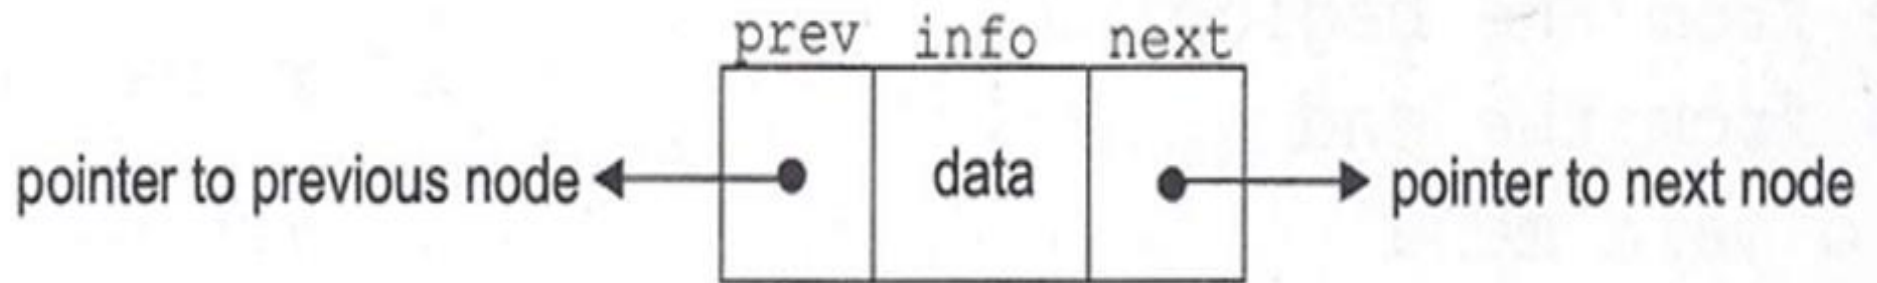 prev info next
pointer to previous node data pointer to next node